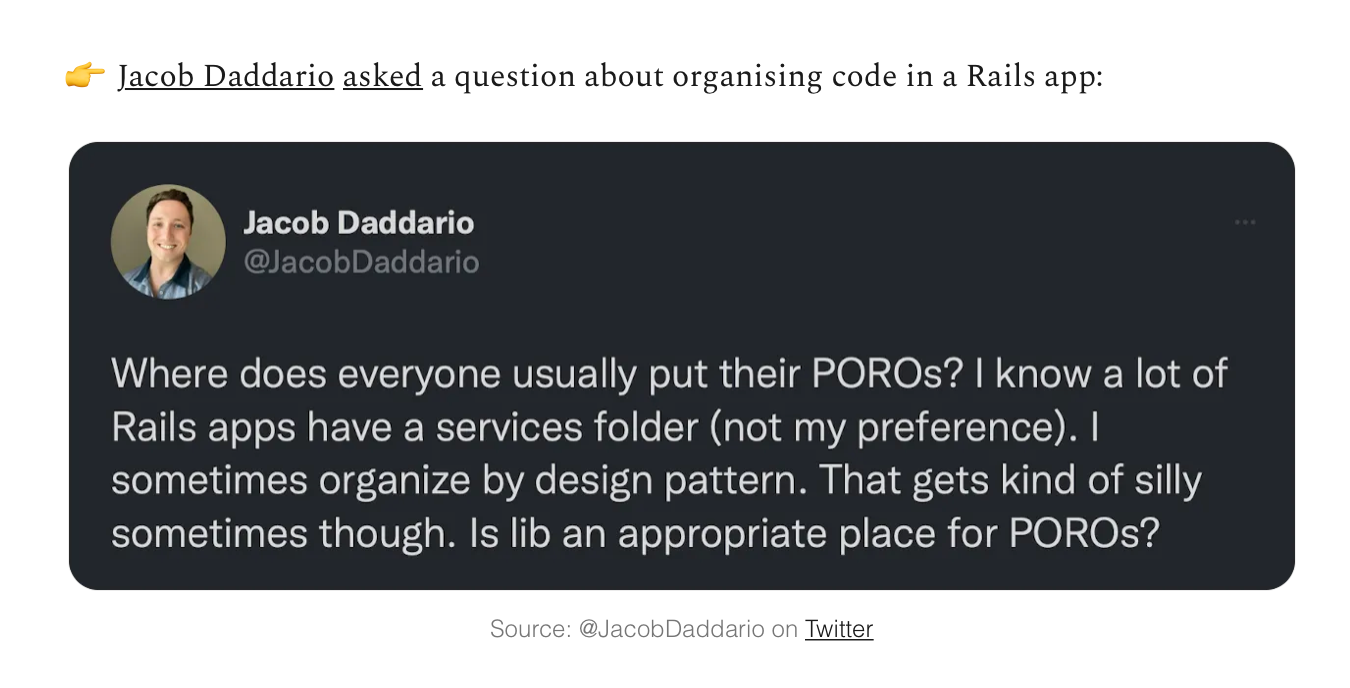 👉 Jacob Daddario asked a question about organising code in a Rails app:
Jacob Daddario
@JacobDaddario
Where does everyone usually put their POROs? I know a lot of
Rails apps have a services folder (not my preference). I
sometimes organize by design pattern. That gets kind of silly
sometimes though. Is lib an appropriate place for POROs?
Source: @JacobDaddario on Twitter